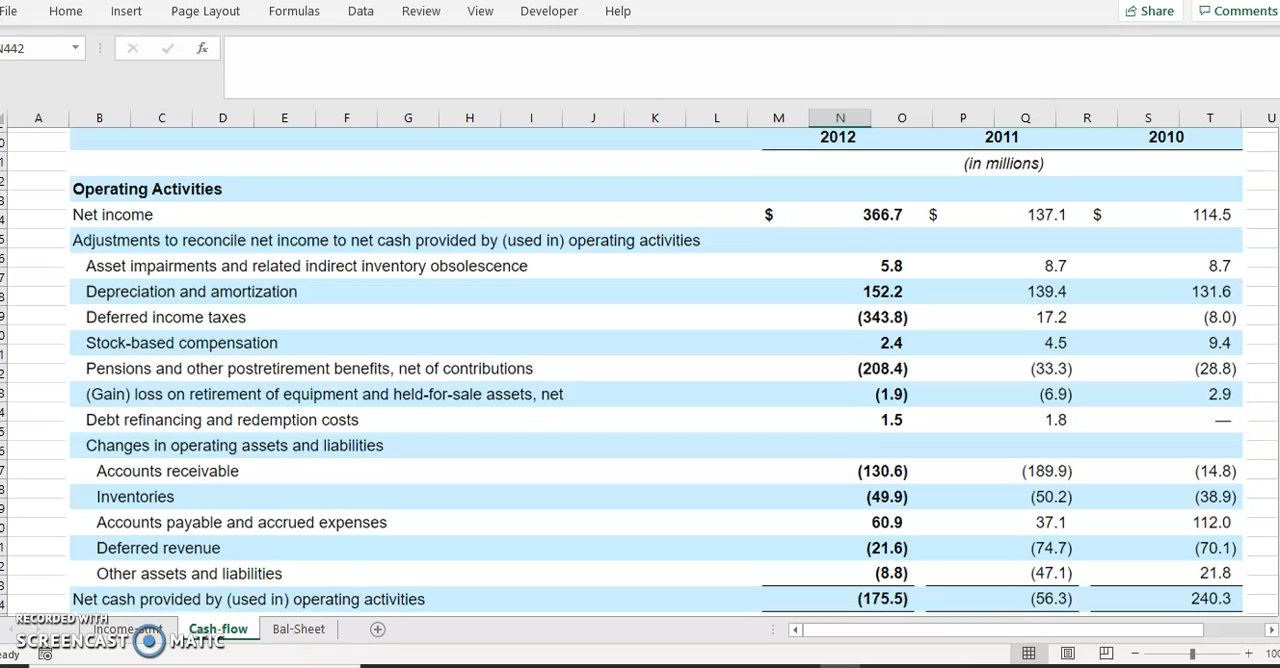 File Home Insert Page Layout Formulas Data Review View Developer Help Share Comments
N442 fx
A B C D E F G H I J K L M N O P Q R S T U
2012 2011 2010
(in millions)
Operating Activities
Net income $ 366.7 $ 137.1 $ 114.5
Adjustments to reconcile net income to net cash provided by (used in) operating activities
Asset impairments and related indirect inventory obsolescence 5.8 8.7 8.7
Depreciation and amortization 152.2 139.4 131.6
Deferred income taxes (343.8) 17.2 (8.0)
Stock-based compensation 2.4 4.5 9.4
Pensions and other postretirement benefits, net of contributions (208.4) (33.3) (28.8)
(Gain) loss on retirement of equipment and held-for-sale assets, net (1.9) (6.9) 2.9
Debt refinancing and redemption costs 1.5 1.8 —
Changes in operating assets and liabilities
Accounts receivable (130.6) (189.9) (14.8)
Inventories (49.9) (50.2) (38.9)
Accounts payable and accrued expenses 60.9 37.1 112.0
Deferred revenue (21.6) (74.7) (70.1)
Other assets and liabilities (8.8) (47.1) 21.8
Net cash provided by (used in) operating activities (175.5) (56.3) 240.3
RECORDED WITH
Income-stmt Cash-flow Bal-Sheet
SCREENCAST MATIC